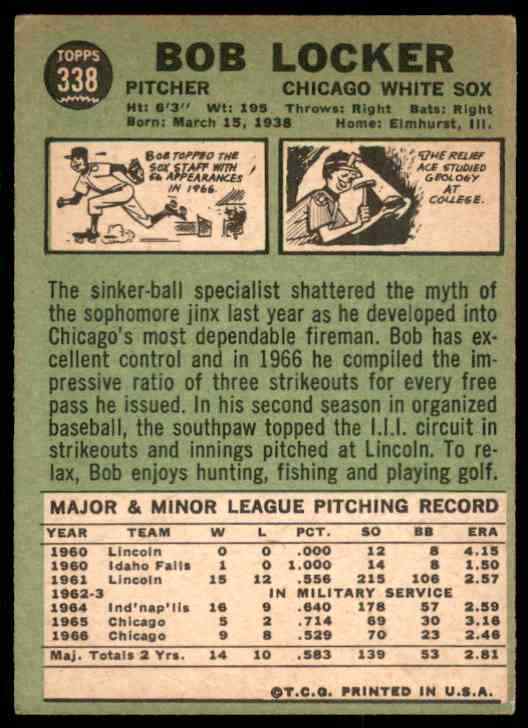 TOPPS
338
BOB LOCKER
PITCHER CHICAGO WHITE SOX
Ht: 6'3" Wt: 195 Throws: Right Bats: Right
Born: March 15, 1938 Home: Elmhurst, Ill.
BOB TOPPED THE
SOX STAFF WITH
56 APPEARANCES
IN 1966.
THE RELIEF
ACE STUDIED
GEOLOGY
AT
COLLEGE.
The sinker-ball specialist shattered the myth of
the sophomore jinx last year as he developed into
Chicago's most dependable fireman. Bob has ex-
cellent control and in 1966 he compiled the im-
pressive ratio of three strikeouts for every free
pass he issued. In his second season in organized
baseball, the southpaw topped the I.I.I. circuit in
strikeouts and innings pitched at Lincoln. To re-
lax, Bob enjoys hunting, fishing and playing golf.
MAJOR & MINOR LEAGUE PITCHING RECORD
YEAR TEAM W L PCT. SO BB ERA
1960 Lincoln 0 0 .000 12 8 4.15
1960 Idaho Falls 1 0 1.000 14 8 1.50
1961 Lincoln 15 12 .556 215 106 2.57
1962-3 IN MILITARY SERVICE
1964 Ind'nap'lis 16 9 .640 178 57 2.59
1965 Chicago 5 2 .714 69 30 3.16
1966 Chicago 9 8 .529 70 23 2.46
Maj. Totals 2 Yrs. 14 10 .583 139 53 2.81
©T.C.G. PRINTED IN U.S.A.